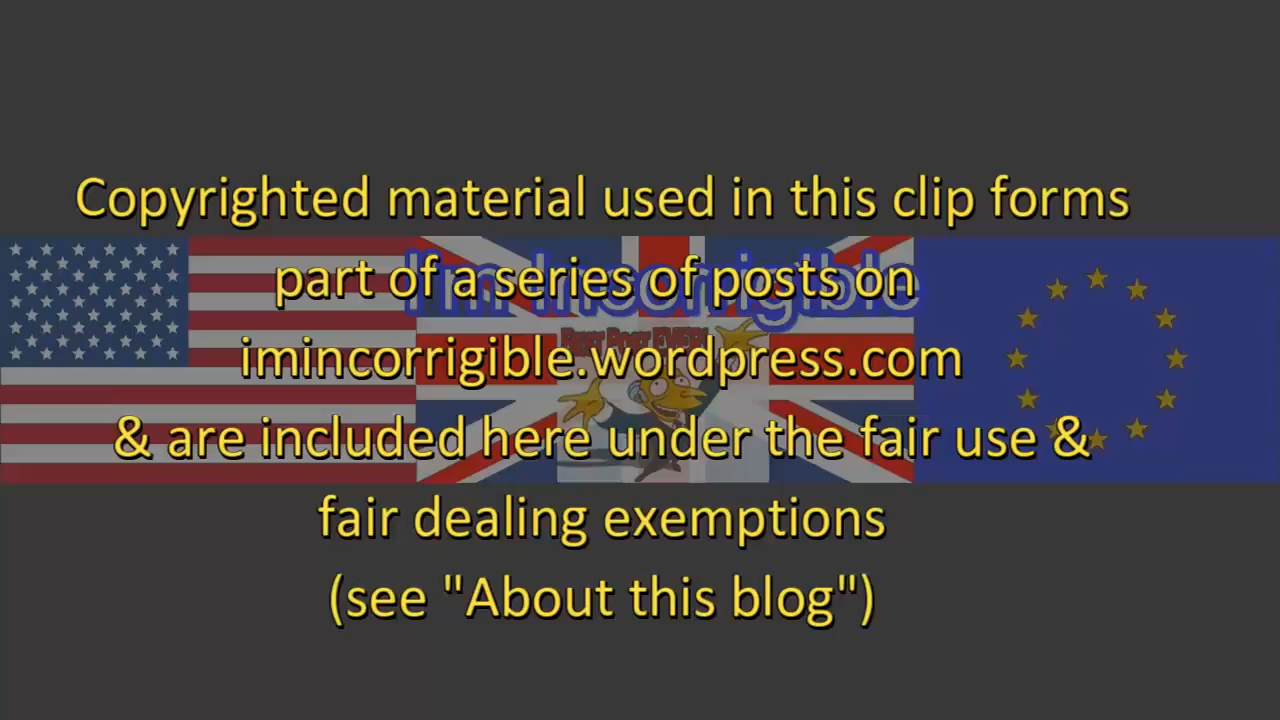 Copyrighted material used in this clip forms
part of a series of posts on
I'm Incorrigible
imincorrigible.wordpress.com
& are included here under the fair use &
fair dealing exemptions
(see "About this blog")